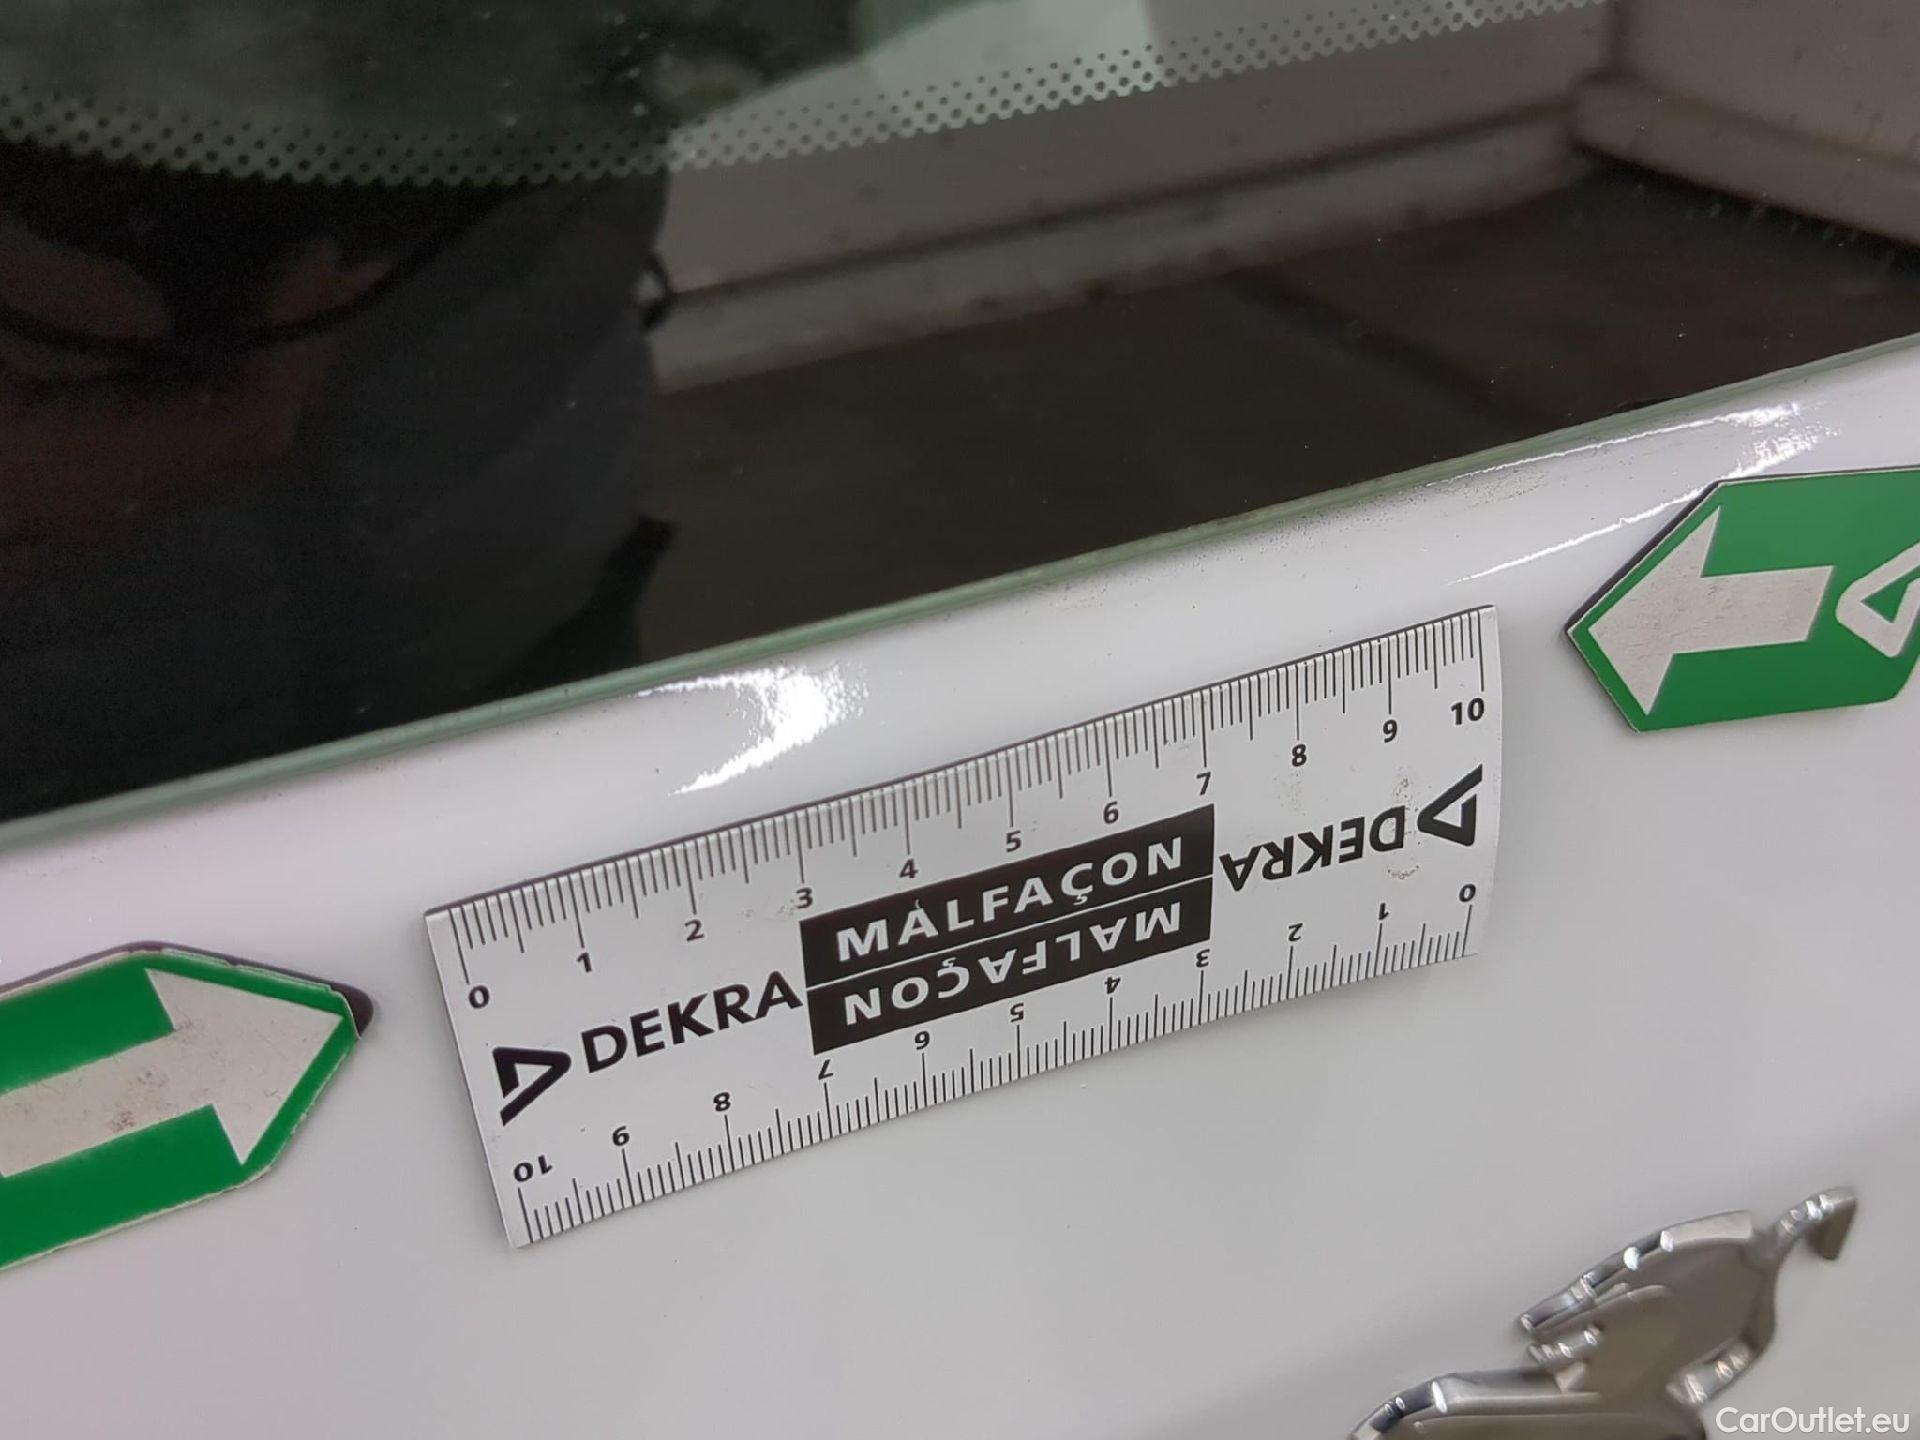 0 1 2 3 4 5 6 7 8 9 10
DEKRA MALFAÇON DEKRA
MALFAÇON
10 9 8 7 6 5 4 3 2 1 0
CarOutlet.eu